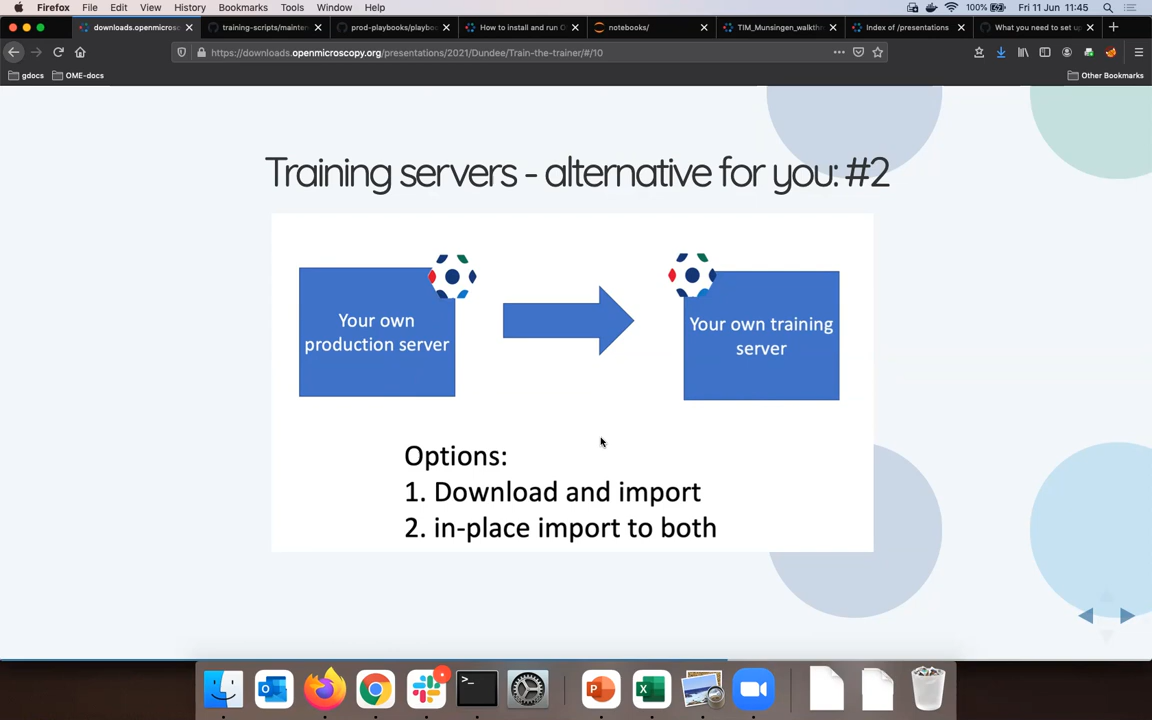 Firefox File Edit View History Bookmarks Tools Window Help 100% Fri 11 Jun 11:45
downloads.openmicrosc training-scripts/mainten prod-playbooks/playboo How to install and run O notebooks/ TIM_Munsingen_walkth Index of /presentations What you need to set up
https://downloads.openmicroscopy.org/presentations/2021/Dundee/Train-the-trainer/#/10
gdocs OME-docs Other Bookmarks
Training servers - alternative for you: #2
Your own
production server
Your own training
server
Options:
1. Download and import
2. in-place import to both